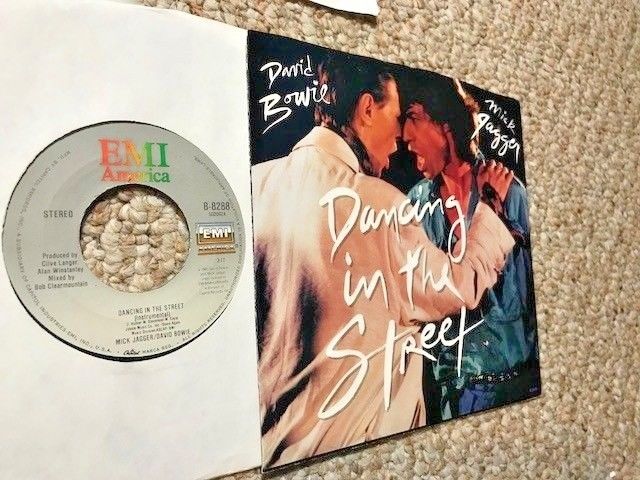 EMI
America
STEREO
B-8288
EMI
AMERICA
Produced by
Clive Langer
Alan Winstanley
Mixed by
Bob Clearmountain
DANCING IN THE STREET
(Instrumental)
MICK JAGGER/DAVID BOWIE
David
Bowie
Mick
Jagger
Dancing
in the
Street